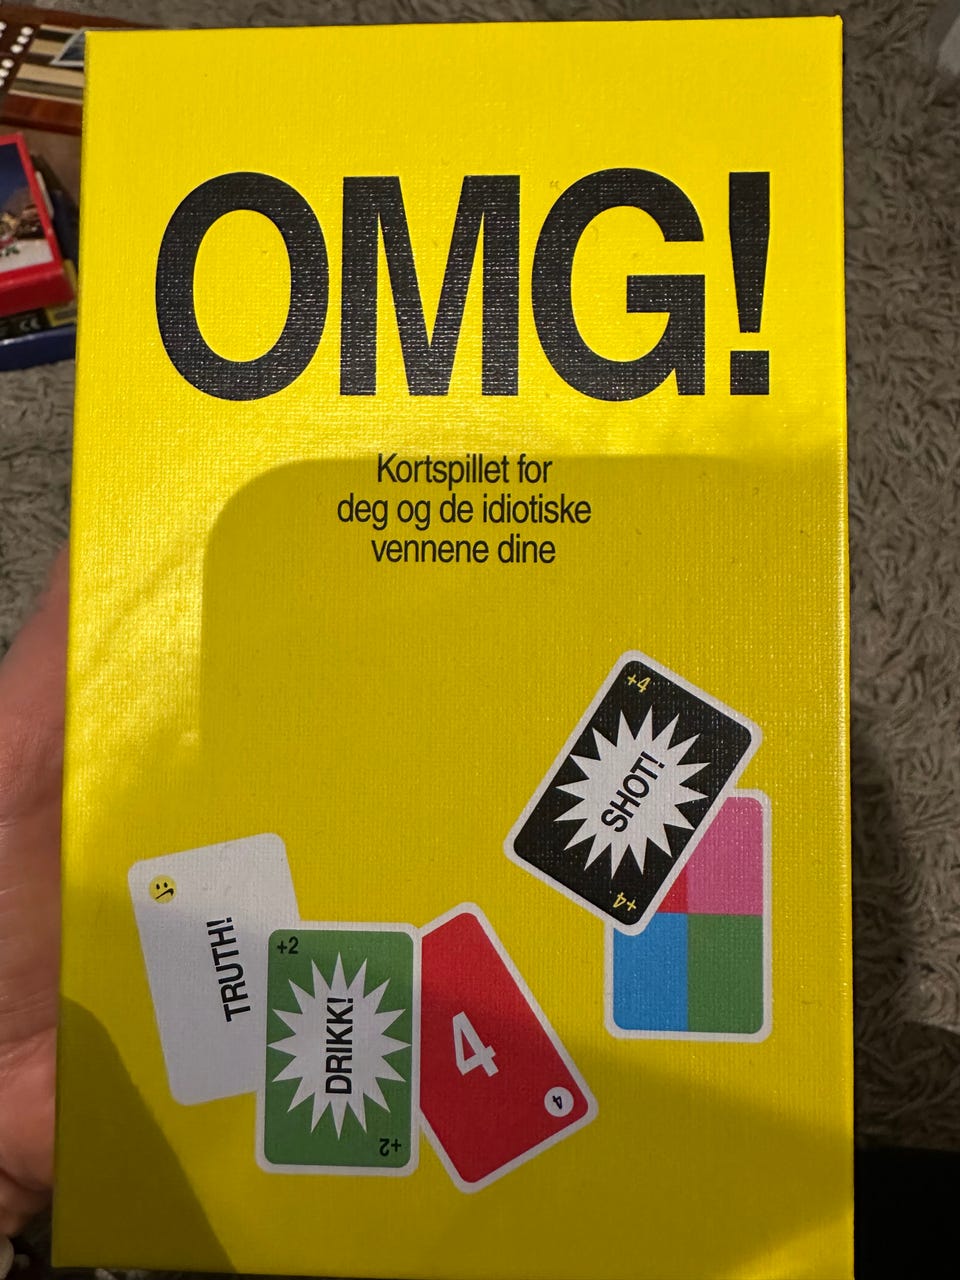 OMG!
Kortspillet for
deg og de idiotiske
vennene dine
+4
SHOT!
+4
TRUTH!
+2
DRIKK!
+2
4
4